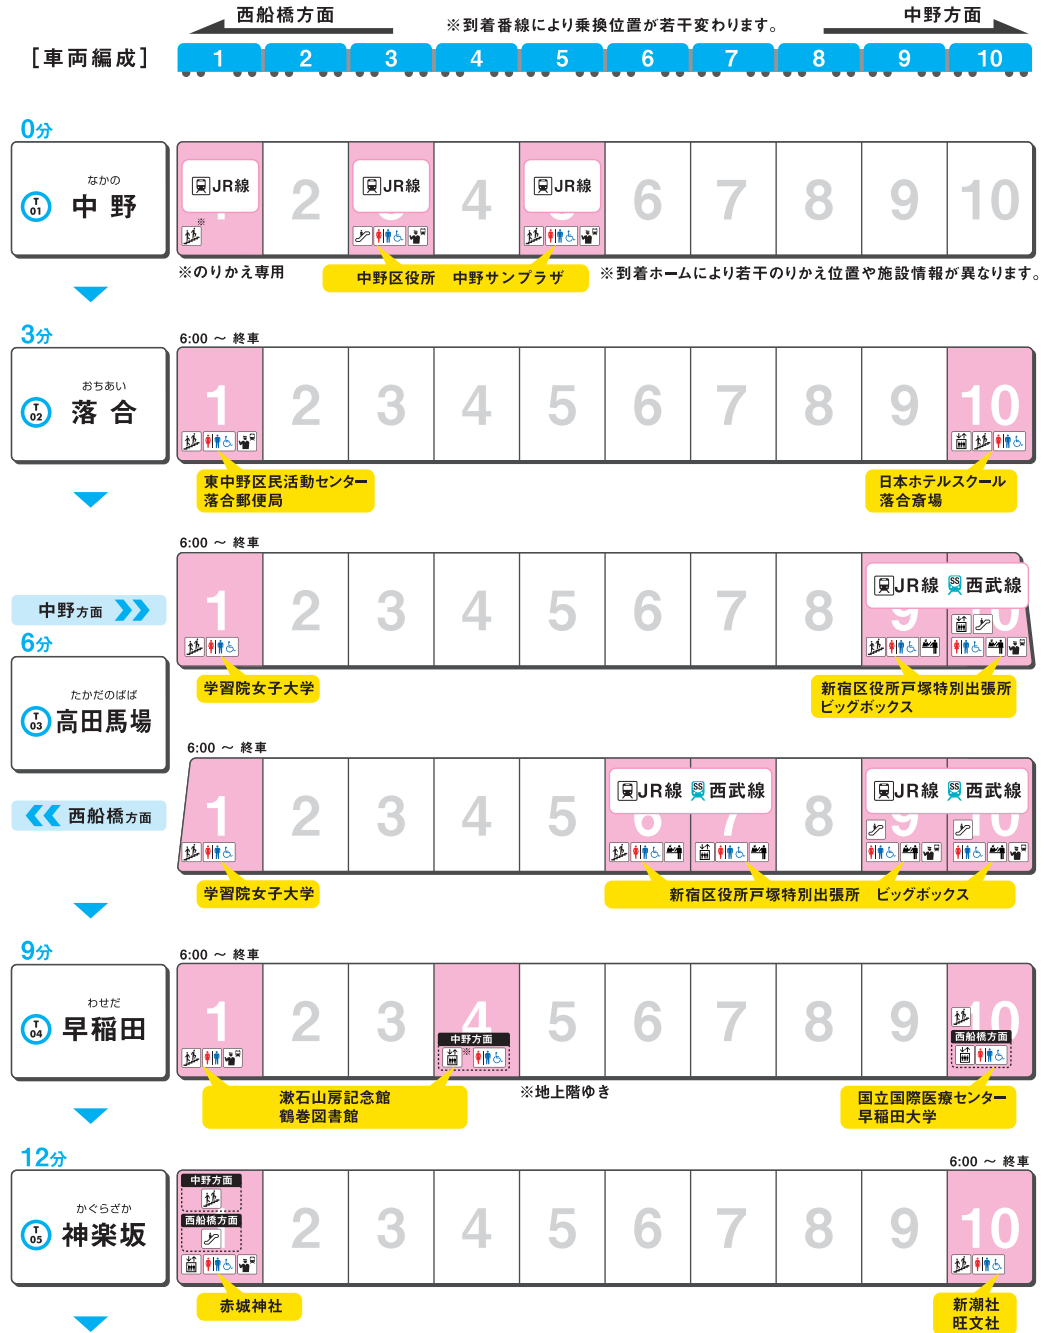 西船橋方面
※到着番線により乗換位置が若干変わります。
中野方面
[車両編成]
1 2 3 4 5 6 7 8 9 10
0分
なかの
T 01 中野
JR線 JR線 JR線
1 2 3 4 5 6 7 8 9 10
※
※のりかえ専用
中野区役所 中野サンプラザ
※到着ホームにより若干のりかえ位置や施設情報が異なります。
3分
6:00 ～ 終車
おちあい
T 02 落合
1 2 3 4 5 6 7 8 9 10
東中野区民活動センター
落合郵便局
日本ホテルスクール
落合斎場
6:00 ～ 終車
中野方面
JR線 SS 西武線
1 2 3 4 5 6 7 8 9 10
学習院女子大学
新宿区役所戸塚特別出張所
ビッグボックス
6分
たかだのばば
T 03 高田馬場
6:00 ～ 終車
西船橋方面
JR線 SS 西武線 JR線 SS 西武線
1 2 3 4 5 6 7 8 9 10
学習院女子大学
新宿区役所戸塚特別出張所 ビッグボックス
9分
6:00 ～ 終車
わせだ
T 04 早稲田
1 2 3 4 5 6 7 8 9 10
中野方面
※
西船橋方面
漱石山房記念館
鶴巻図書館
※地上階ゆき
国立国際医療センター
早稲田大学
12分
6:00 ～ 終車
かぐらざか
T 05 神楽坂
中野方面
西船橋方面
1 2 3 4 5 6 7 8 9 10
赤城神社
新潮社
旺文社